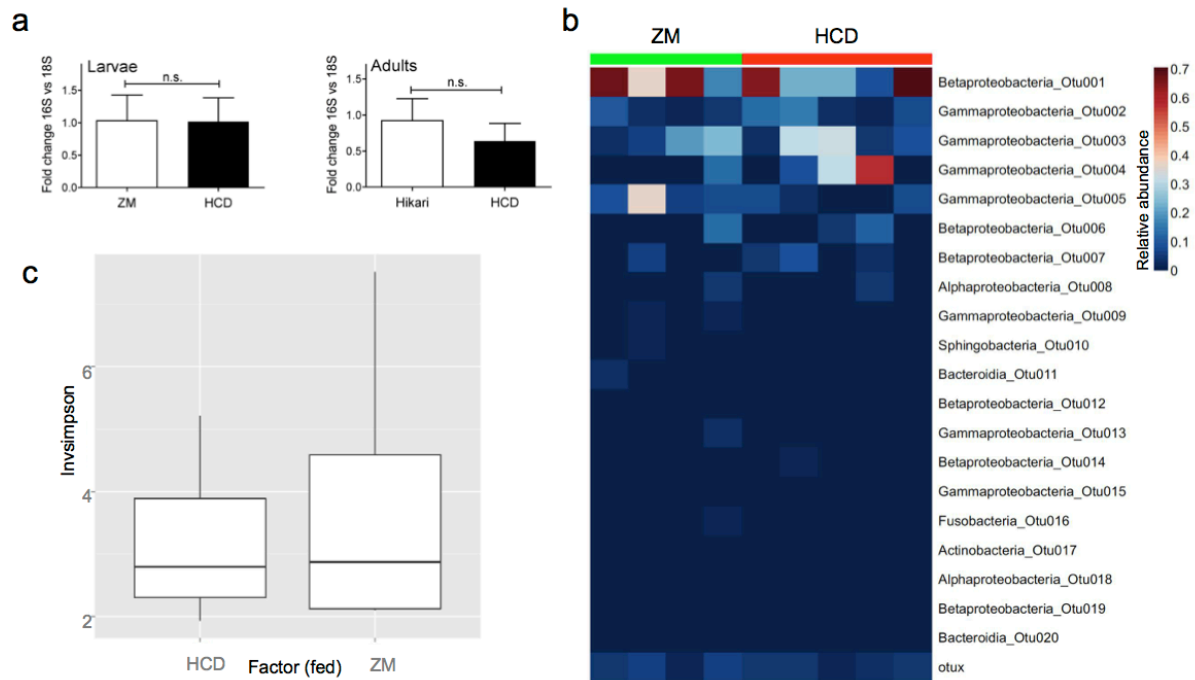 a
Larvae
n.s.
Fold change 16S vs 18S
1.5
1.0
0.5
0.0
ZM
HCD
Adults
n.s.
Fold change 16S vs 18S
1.5
1.0
0.5
0.0
Hikari
HCD
b
ZM
HCD
Betaproteobacteria_Otu001
Gammaproteobacteria_Otu002
Gammaproteobacteria_Otu003
Gammaproteobacteria_Otu004
Gammaproteobacteria_Otu005
Betaproteobacteria_Otu006
Betaproteobacteria_Otu007
Alphaproteobacteria_Otu008
Gammaproteobacteria_Otu009
Sphingobacteria_Otu010
Bacteroidia_Otu011
Betaproteobacteria_Otu012
Gammaproteobacteria_Otu013
Betaproteobacteria_Otu014
Gammaproteobacteria_Otu015
Fusobacteria_Otu016
Actinobacteria_Otu017
Alphaproteobacteria_Otu018
Betaproteobacteria_Otu019
Bacteroidia_Otu020
otux
Relative abundance
0.7
0.6
0.5
0.4
0.3
0.2
0.1
0
c
Invsimpson
6
4
2
HCD
Factor (fed)
ZM